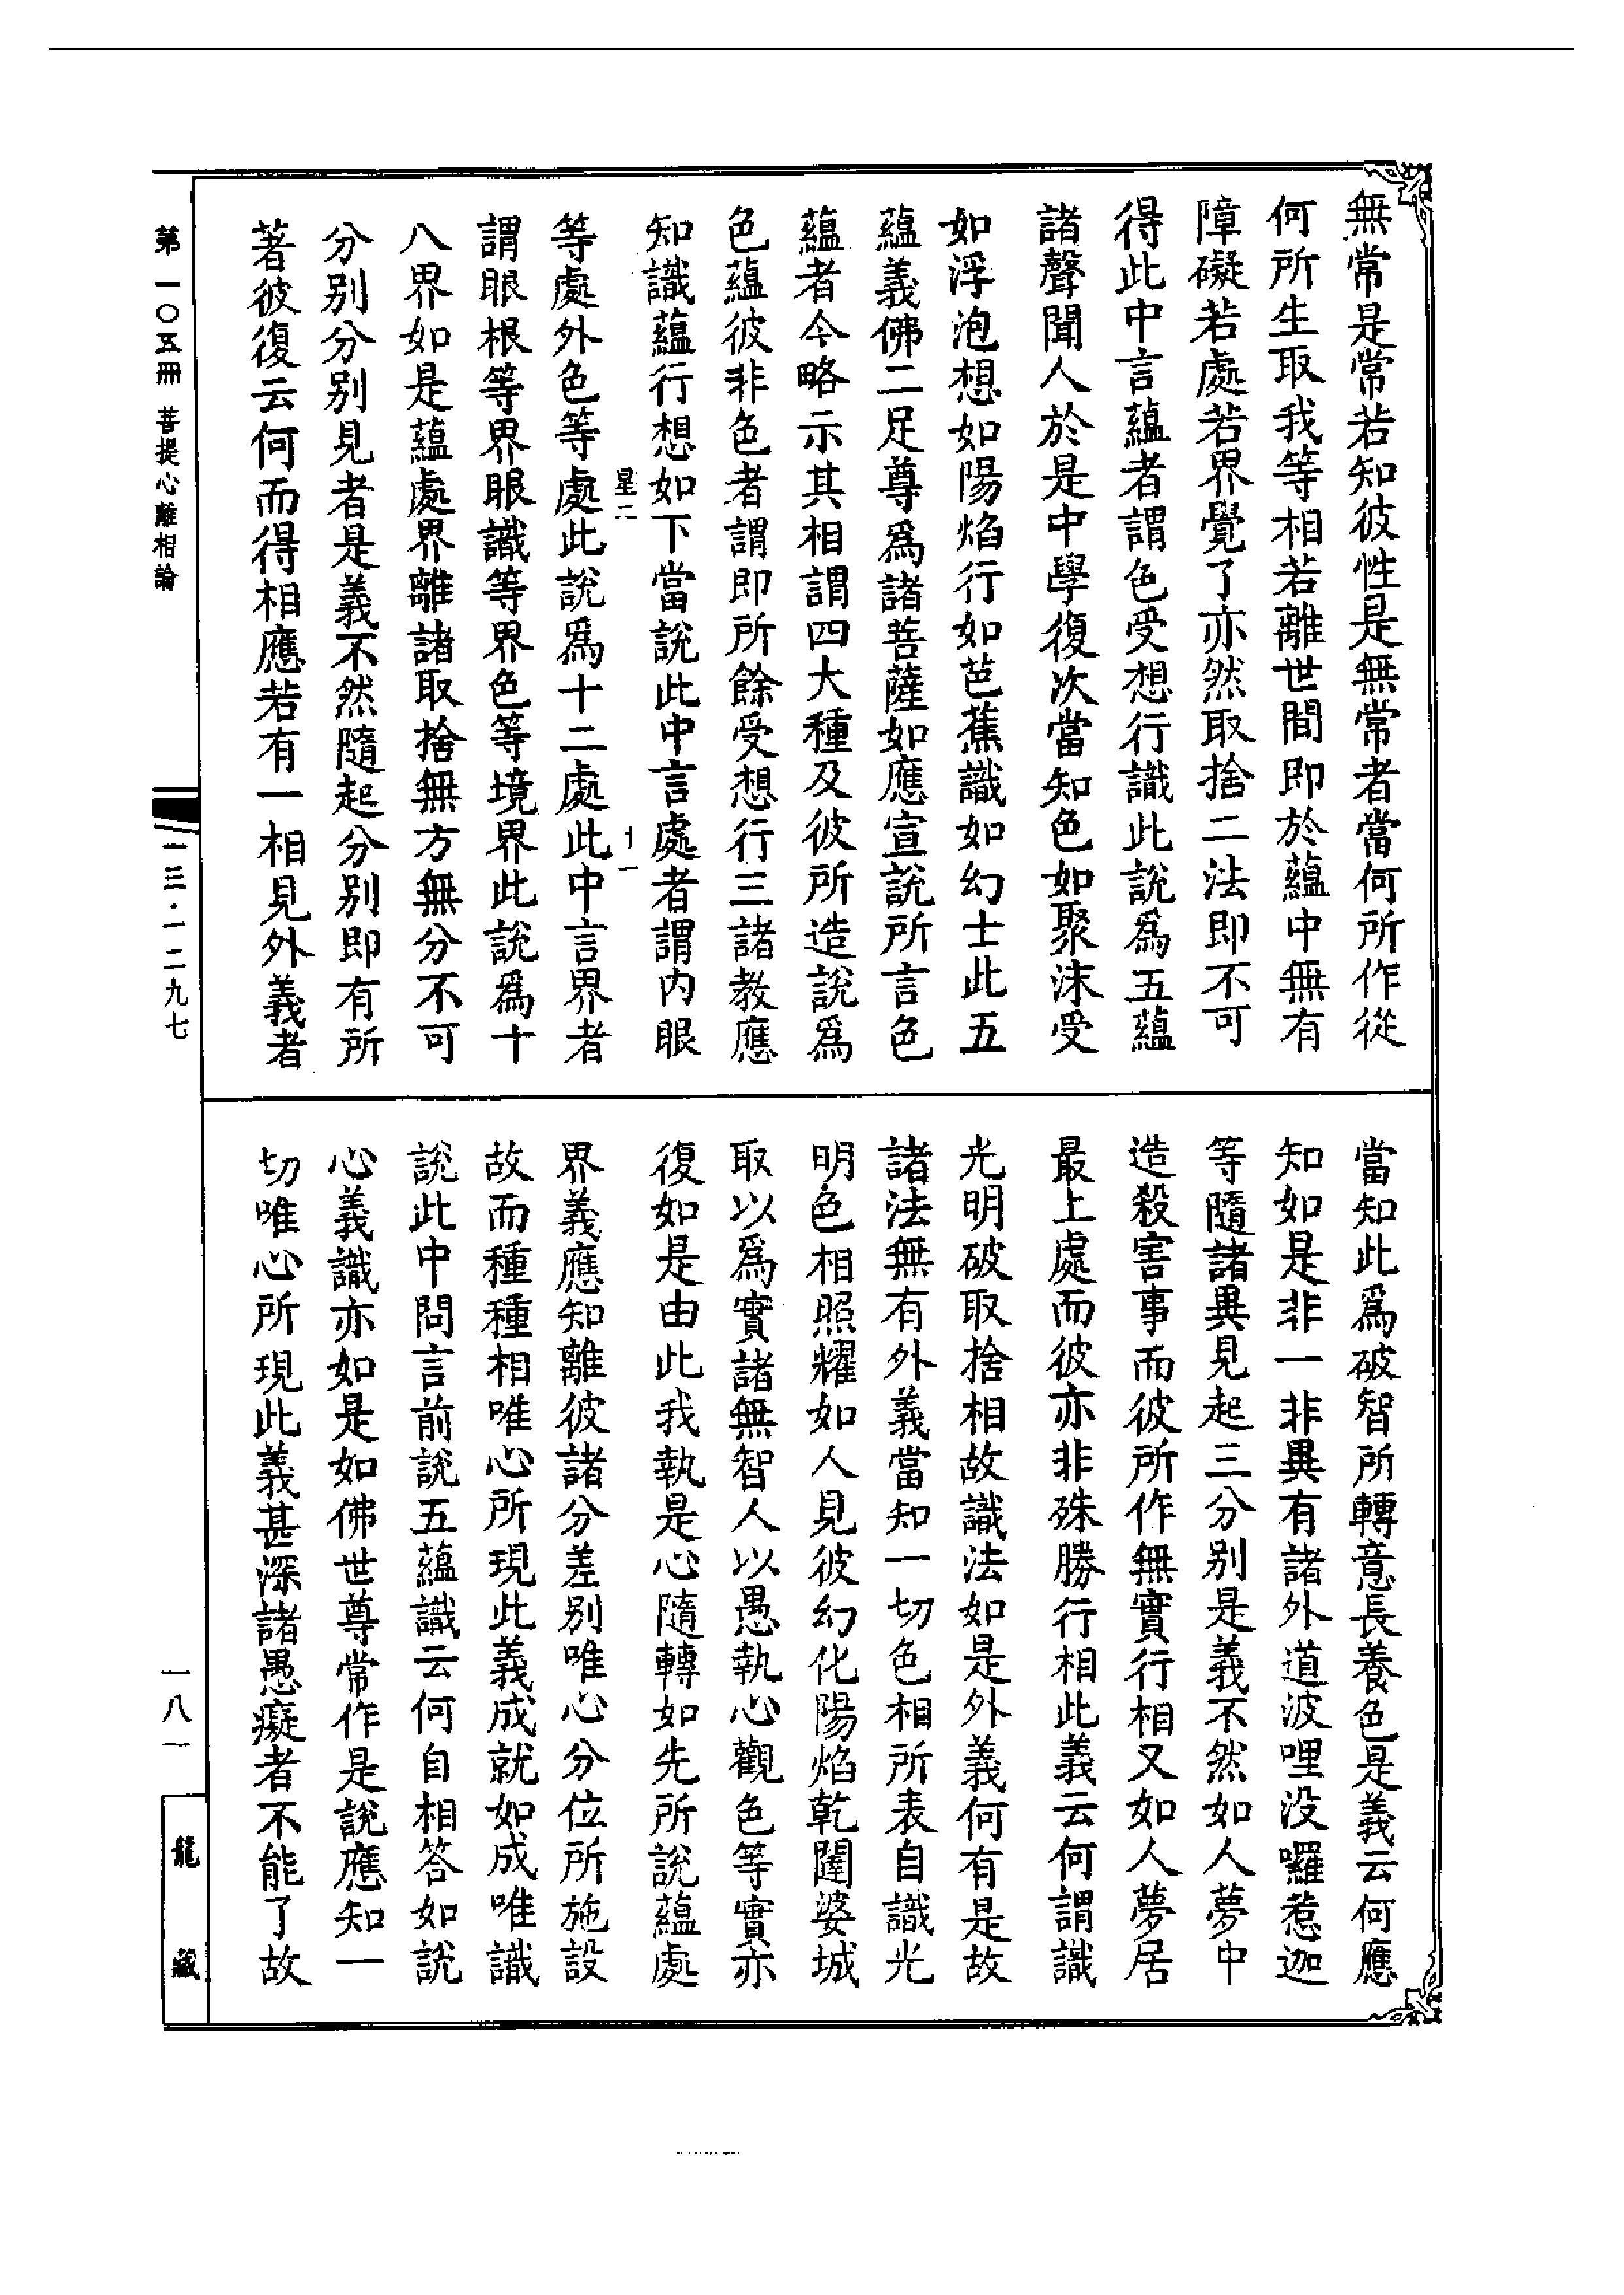 無常是常若知彼性是無常者當何所作從
何所生取我等相若離世間即於蘊中無有
障礙若處若界覺了亦然取捨二法即不可
得此中言蘊者謂色受想行識此說爲五蘊
諸聲聞人於是中學復次當知色如聚沫受
如浮泡想如陽焰行如芭蕉識如幻士此五
蘊義佛二足尊爲諸菩薩如應宣說所言色
蘊者今略示其相謂四大種及彼所造說爲
色蘊彼非色者謂即所餘受想行三諸教應
知識蘊行想如下當說此中言處者謂内眼
星二
十一
等處外色等處此說爲十二處此中言界者
謂眼根等界眼識等界色等境界此說爲十
八界如是蘊處界離諸取捨無方無分不可
分别分别見者是義不然隨起分别即有所
著彼復云何而得相應若有一相見外義者
當知此爲破智所轉意長養色是義云何應
知如是非一非異有諸外道波哩没囉惹迦
等隨諸異見起三分别是義不然如人夢中
造殺害事而彼所作無實行相又如人夢居
最上處而彼亦非殊勝行相此義云何謂識
光明破取捨相故識法如是外義何有是故
諸法無有外義當知一切色相所表自識光
明色相照耀如人見彼幻化陽焰乾闥婆城
取以爲實諸無智人以愚執心觀色等實亦
復如是由此我執是心隨轉如先所說蘊處
界義應知離彼諸分差别唯心分位所施設
故而種種相唯心所現此義成就如成唯識
說此中問言前說五蘊識云何自相答如說
心義識亦如是如佛世尊常作是說應知一
切唯心所現此義甚深諸愚癡者不能了故
第一〇五冊 菩提心離相論
一三·一二九七
一八一
龍藏